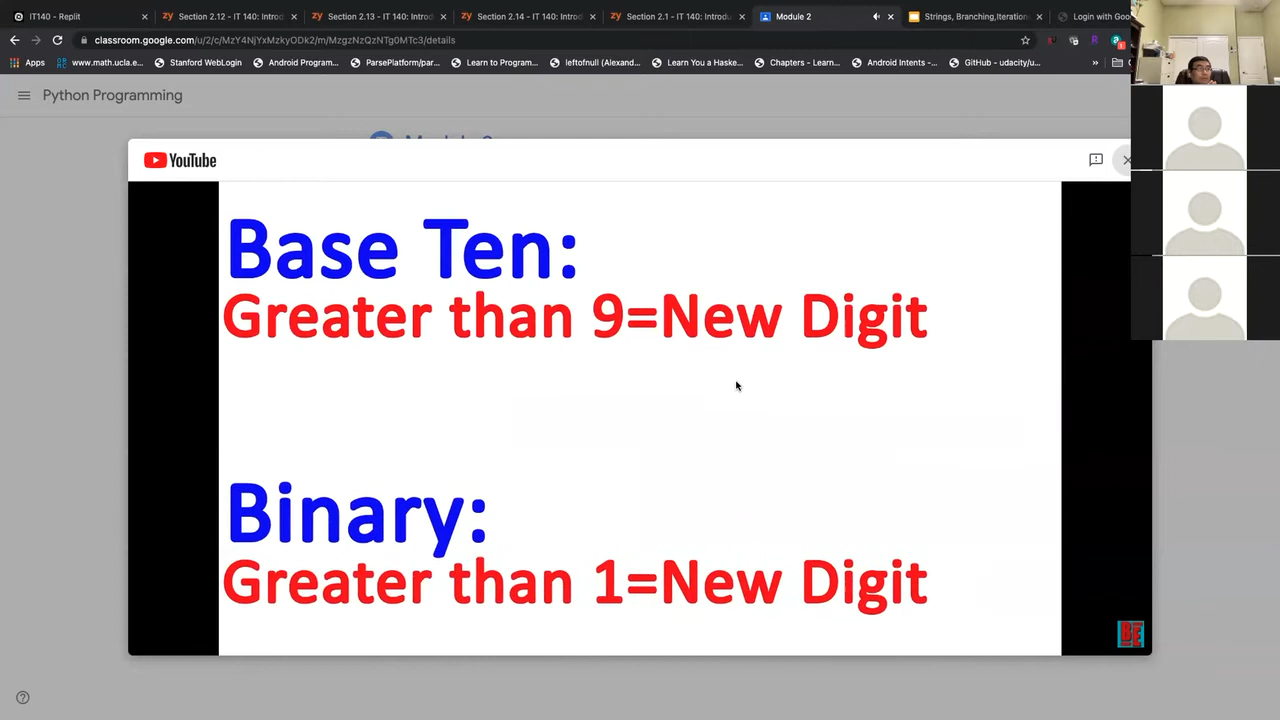 IT140 - Replit
Section 2.12 - IT 140: Introd
Section 2.13 - IT 140: Introd
Section 2.14 - IT 140: Introd
Section 2.1 - IT 140: Introdu
Module 2
Strings, Branching,Iteration
Login with Goo
classroom.google.com/u/2/c/MzY4NjYxMzkyODk2/m/MzgzNzQzNTg0MTc3/details
Apps
www.math.ucla.e...
Stanford WebLogin
Android Programm...
ParsePlatform/par...
Learn to Program...
leftofnull (Alexand...
Learn You a Haske...
Chapters - Learn...
Android Intents -...
GitHub - udacity/u...
»
Python Programming
YouTube
Base Ten:
Greater than 9=New Digit
Binary:
Greater than 1=New Digit
BE